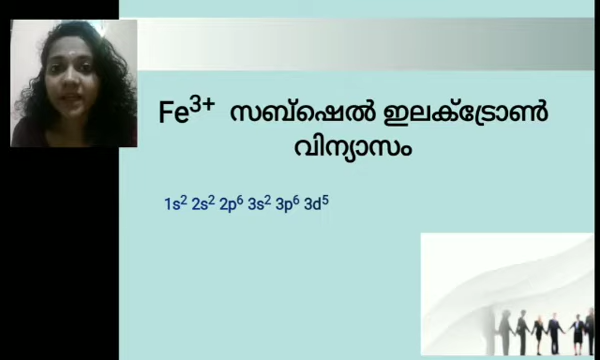 Fe³⁺ സബ്ഷെൽ ഇലക്ട്രോൺ
വിന്യാസം
1s² 2s² 2p⁶ 3s² 3p⁶ 3d⁵